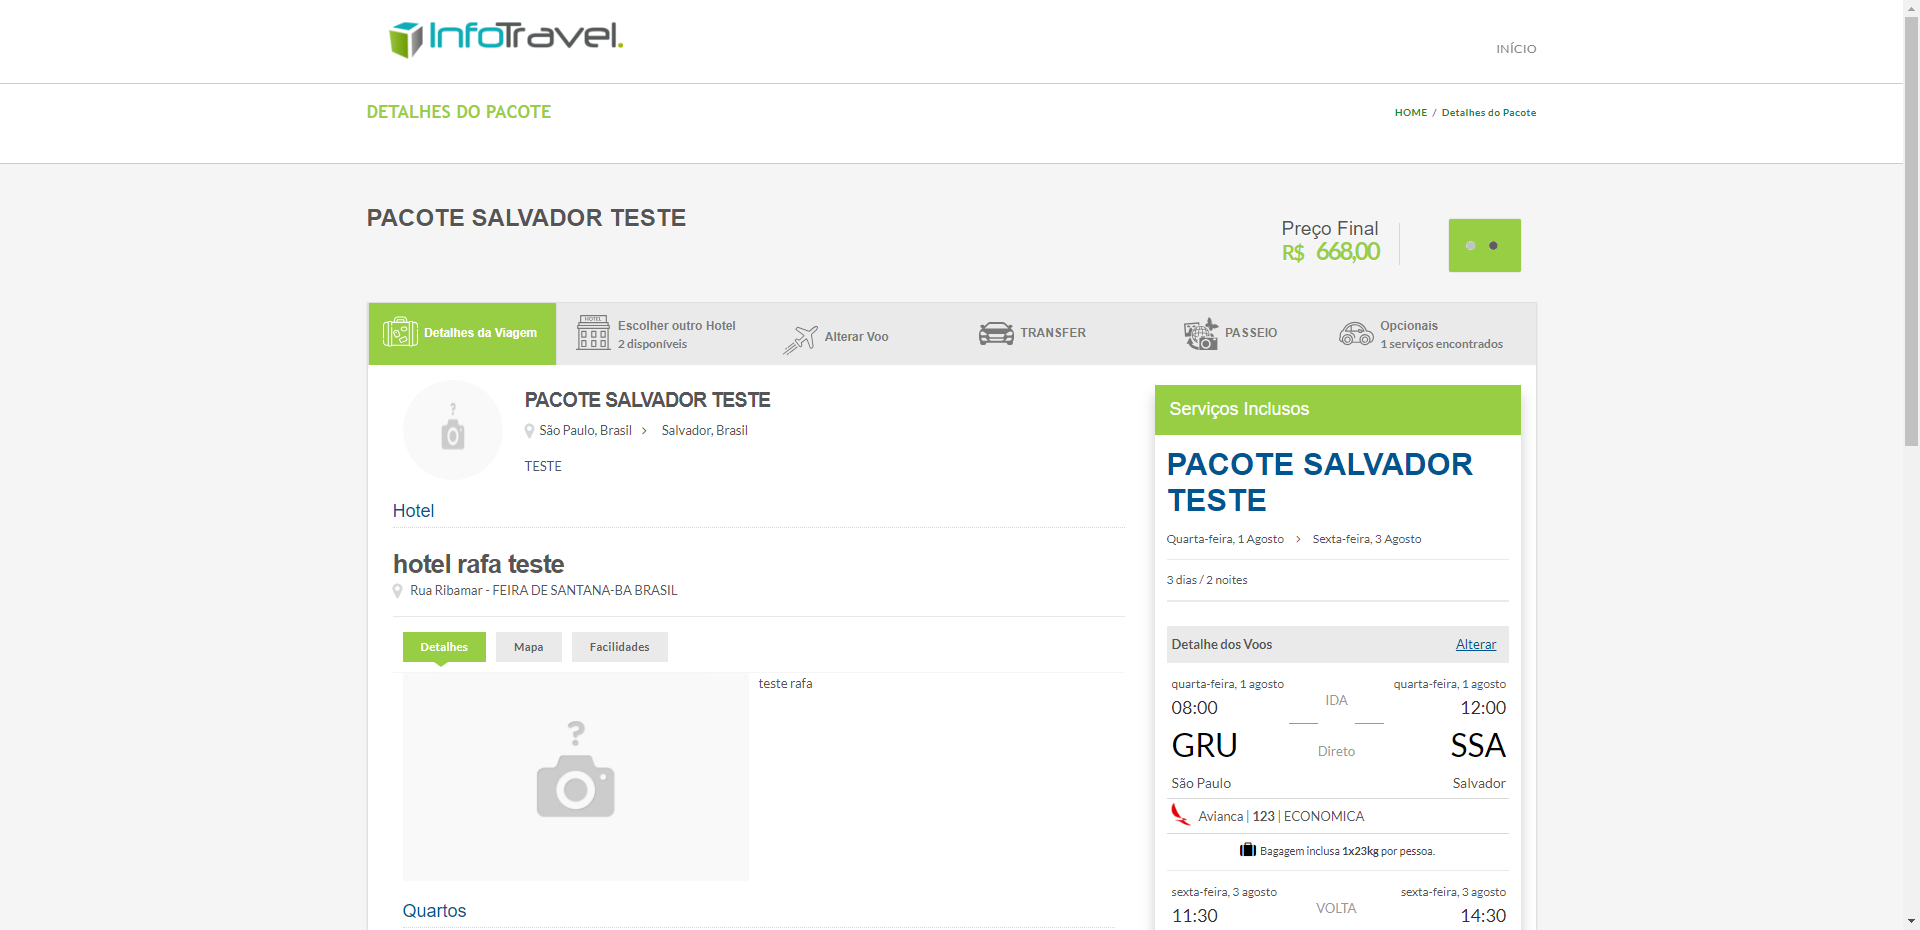 InfoTravel.
INÍCIO
DETALHES DO PACOTE
HOME / Detalhes do Pacote
PACOTE SALVADOR TESTE
Preço Final
R$ 668,00
Detalhes da Viagem
HOTEL
Escolher outro Hotel
2 disponíveis
Alterar Voo
TRANSFER
PASSEIO
Opcionais
1 serviços encontrados
PACOTE SALVADOR TESTE
São Paulo, Brasil > Salvador, Brasil
TESTE
Hotel
hotel rafa teste
Rua Ribamar - FEIRA DE SANTANA-BA BRASIL
Detalhes Mapa Facilidades
?
teste rafa
Quartos
Serviços Inclusos
PACOTE SALVADOR
TESTE
Quarta-feira, 1 Agosto > Sexta-feira, 3 Agosto
3 dias / 2 noites
Detalhe dos Voos Alterar
quarta-feira, 1 agosto quarta-feira, 1 agosto
IDA
08:00 12:00
GRU SSA
Direto
São Paulo Salvador
Avianca | 123 | ECONOMICA
Bagagem inclusa 1x23kg por pessoa.
sexta-feira, 3 agosto sexta-feira, 3 agosto
VOLTA
11:30 14:30